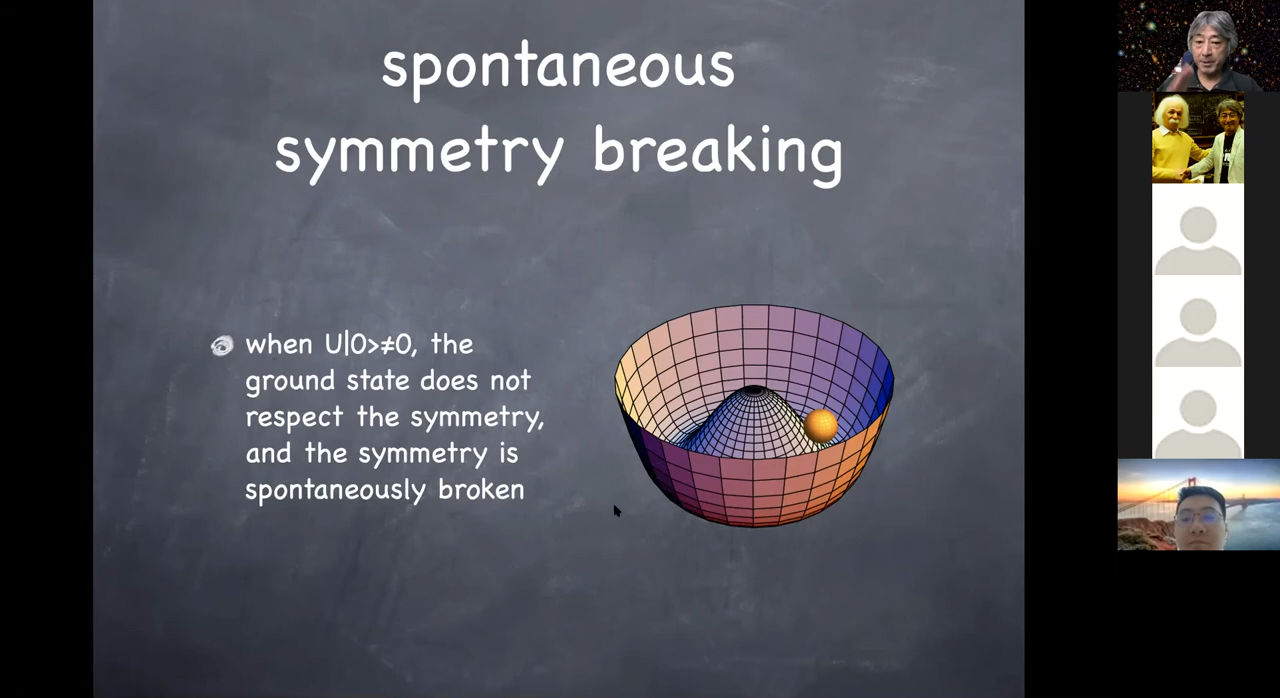 spontaneous
symmetry breaking
when U|0>≠0, the
ground state does not
respect the symmetry,
and the symmetry is
spontaneously broken